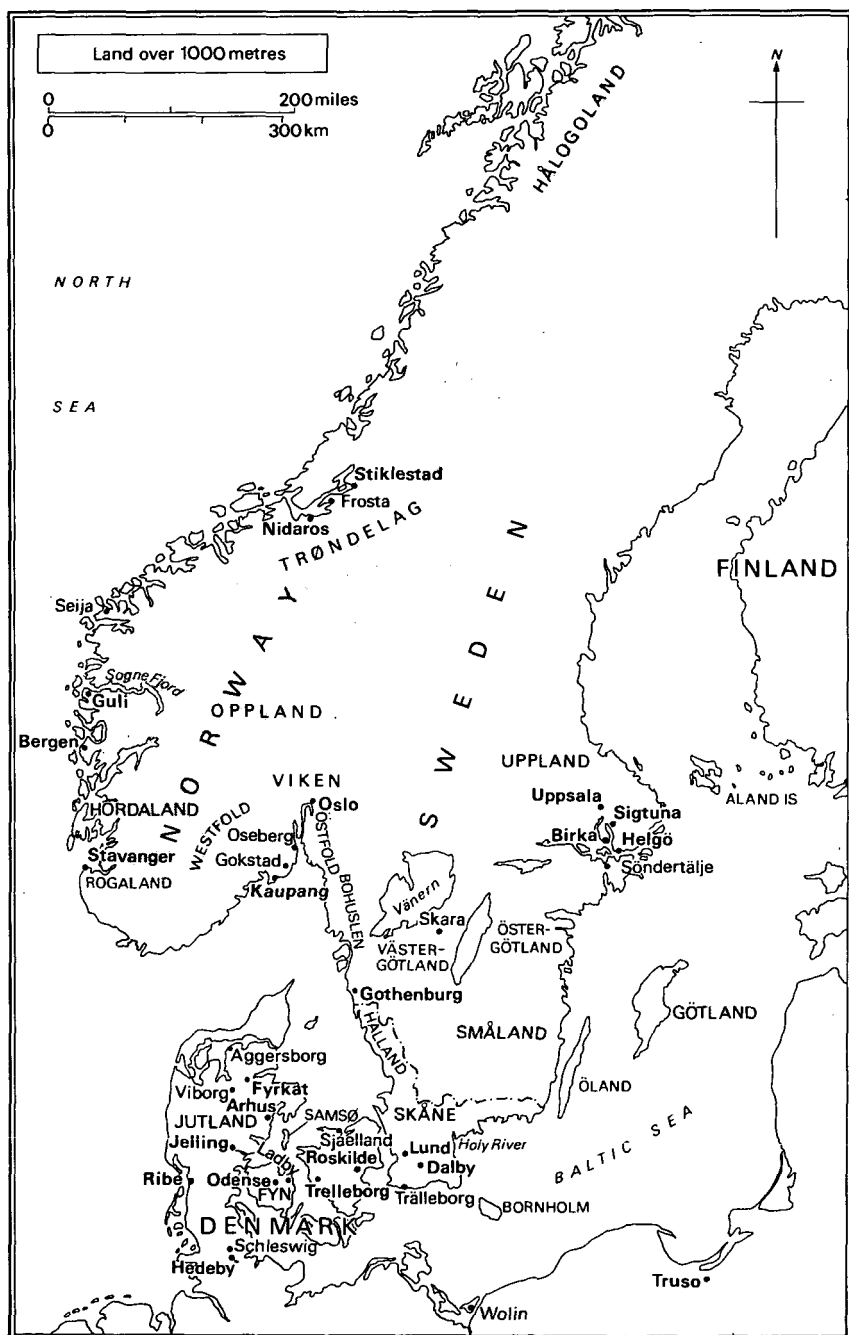 Land over 1000 metres
0 200 miles
0 300 km
N
HÅLOGOLAND
NORTH
SEA
Stiklestad
Frosta
Nidaros
TRØNDELAG
FINLAND
Seija
Sogne Fjord
Guli
NORWAY
SWEDEN
OPPLAND
Bergen
UPPLAND
VIKEN
Uppsala
ÅLAND IS
HORDALAND
Oslo
Sigtuna
WESTFOLD
Oseberg
ÖSTFOLD
Birka
Helgö
Stavanger
Gokstad
Söndertälje
ROGALAND
Kaupang
BOHUSLEN
Vänern
Skara
ÖSTER-
GÖTLAND
VÄSTER-
GÖTLAND
Gothenburg
GÖTLAND
HALLAND
SMÅLAND
Aggersborg
ÖLAND
Viborg
Fyrkat
Arhus
SAMSØ
SKÅNE
JUTLAND
Sjaelland
Holy River
BALTIC SEA
Jelling
Ladby
Roskilde
Lund
Dalby
Ribe
Odense
FYN
Trelleborg
Trälleborg
BORNHOLM
DENMARK
Schleswig
Hedeby
Truso
Wolin